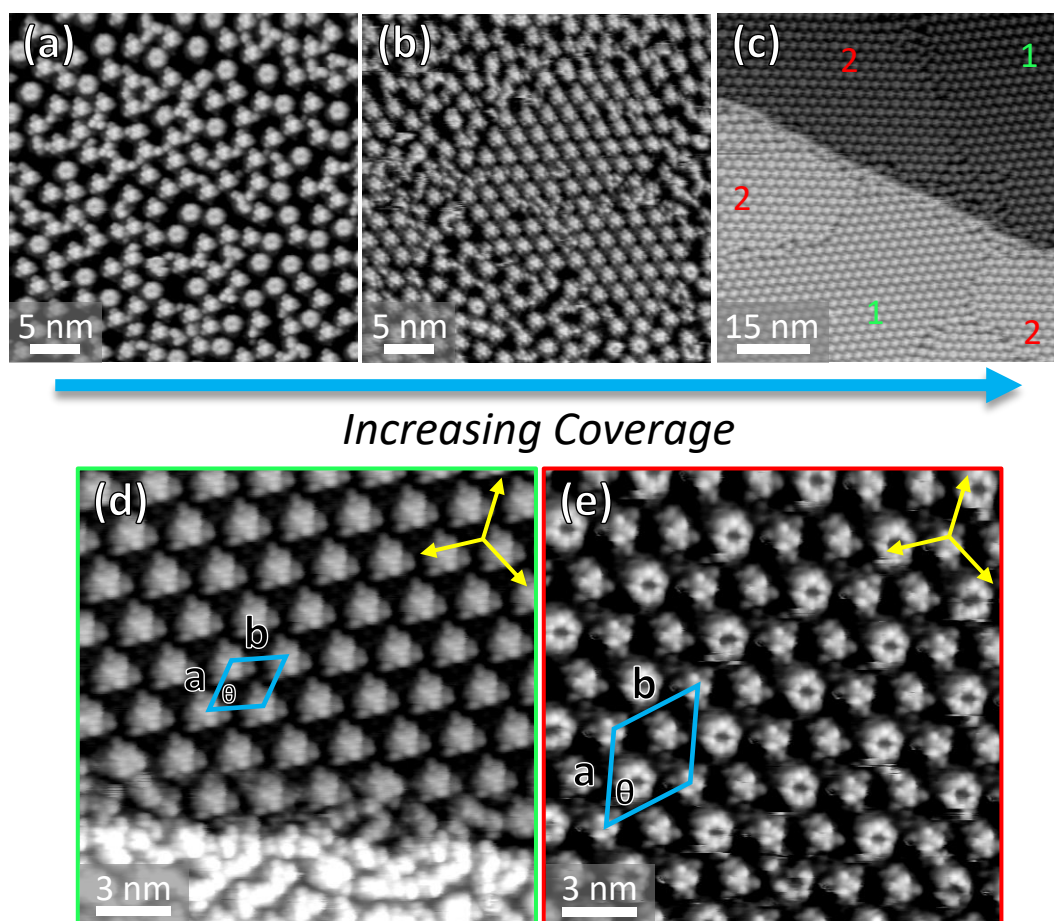 (a)
(b)
(c)
2
1
2
1
2
5 nm
5 nm
15 nm
Increasing Coverage
(d)
(e)
b
a
θ
b
a
θ
3 nm
3 nm